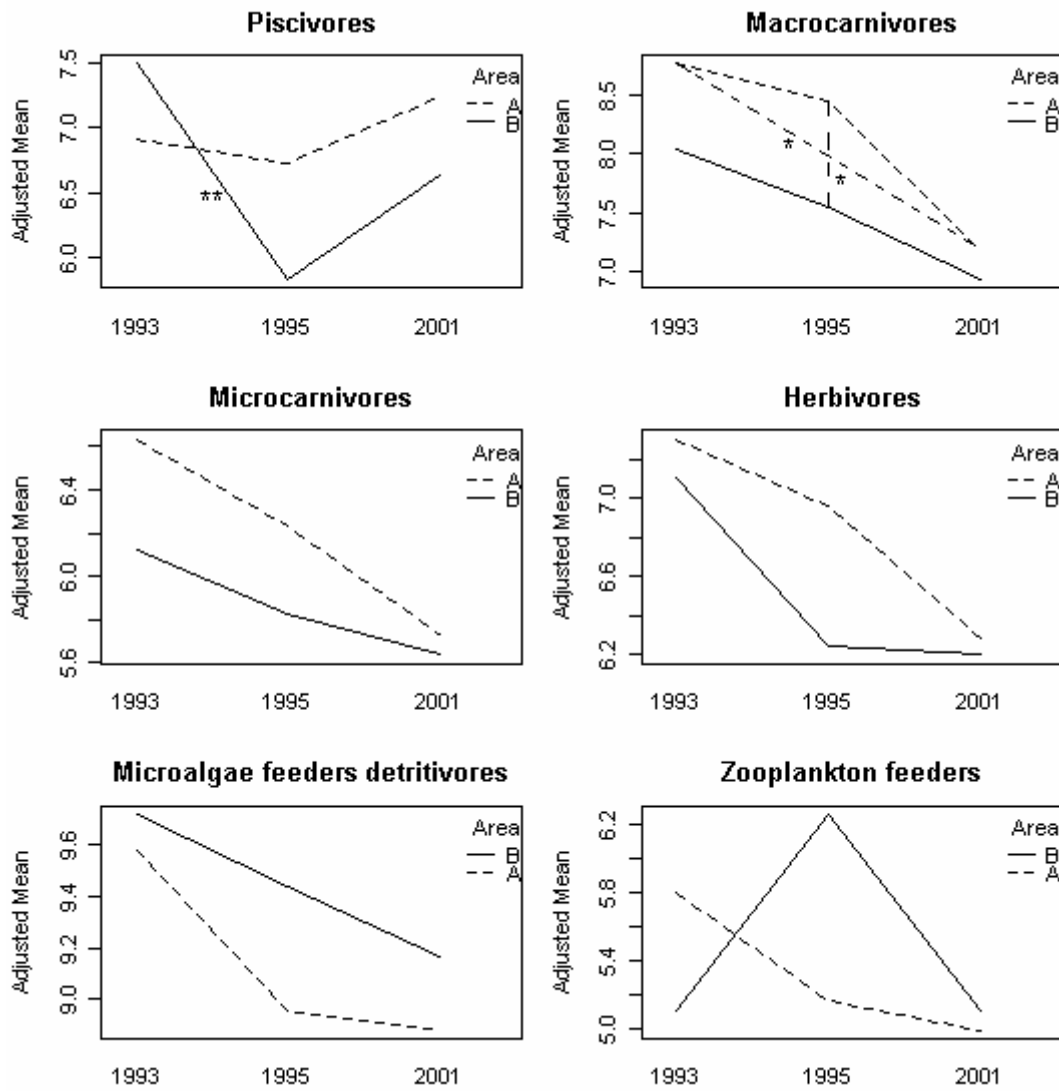 Piscivores
Adjusted Mean
7.5
7.0
6.5
6.0
Area
A
B
**
1993 1995 2001
Macrocarnivores
Adjusted Mean
8.5
8.0
7.5
7.0
Area
A
B
*
*
1993 1995 2001
Microcarnivores
Adjusted Mean
6.4
6.0
5.6
Area
A
B
1993 1995 2001
Herbivores
Adjusted Mean
7.0
6.6
6.2
Area
A
B
1993 1995 2001
Microalgae feeders detritivores
Adjusted Mean
9.6
9.4
9.2
9.0
Area
B
A
1993 1995 2001
Zooplankton feeders
Adjusted Mean
6.2
5.8
5.4
5.0
Area
B
A
1993 1995 2001